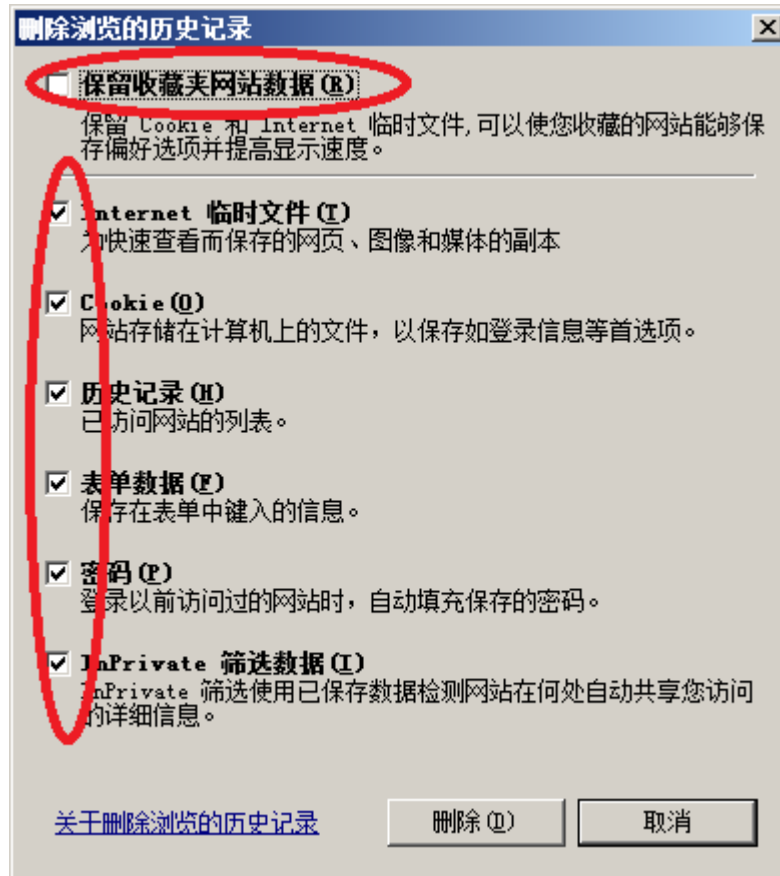 删除浏览的历史记录
保留收藏夹网站数据(R)
保留 Cookie 和 Internet 临时文件,可以使您收藏的网站能够保
存偏好选项并提高显示速度。
Internet 临时文件(T)
为快速查看而保存的网页、图像和媒体的副本
Cookie(O)
网站存储在计算机上的文件，以保存如登录信息等首选项。
历史记录(H)
已访问网站的列表。
表单数据(F)
保存在表单中键入的信息。
密码(P)
登录以前访问过的网站时，自动填充保存的密码。
InPrivate 筛选数据(I)
InPrivate 筛选使用已保存数据检测网站在何处自动共享您访问
的详细信息。
关于删除浏览的历史记录
删除(D)
取消